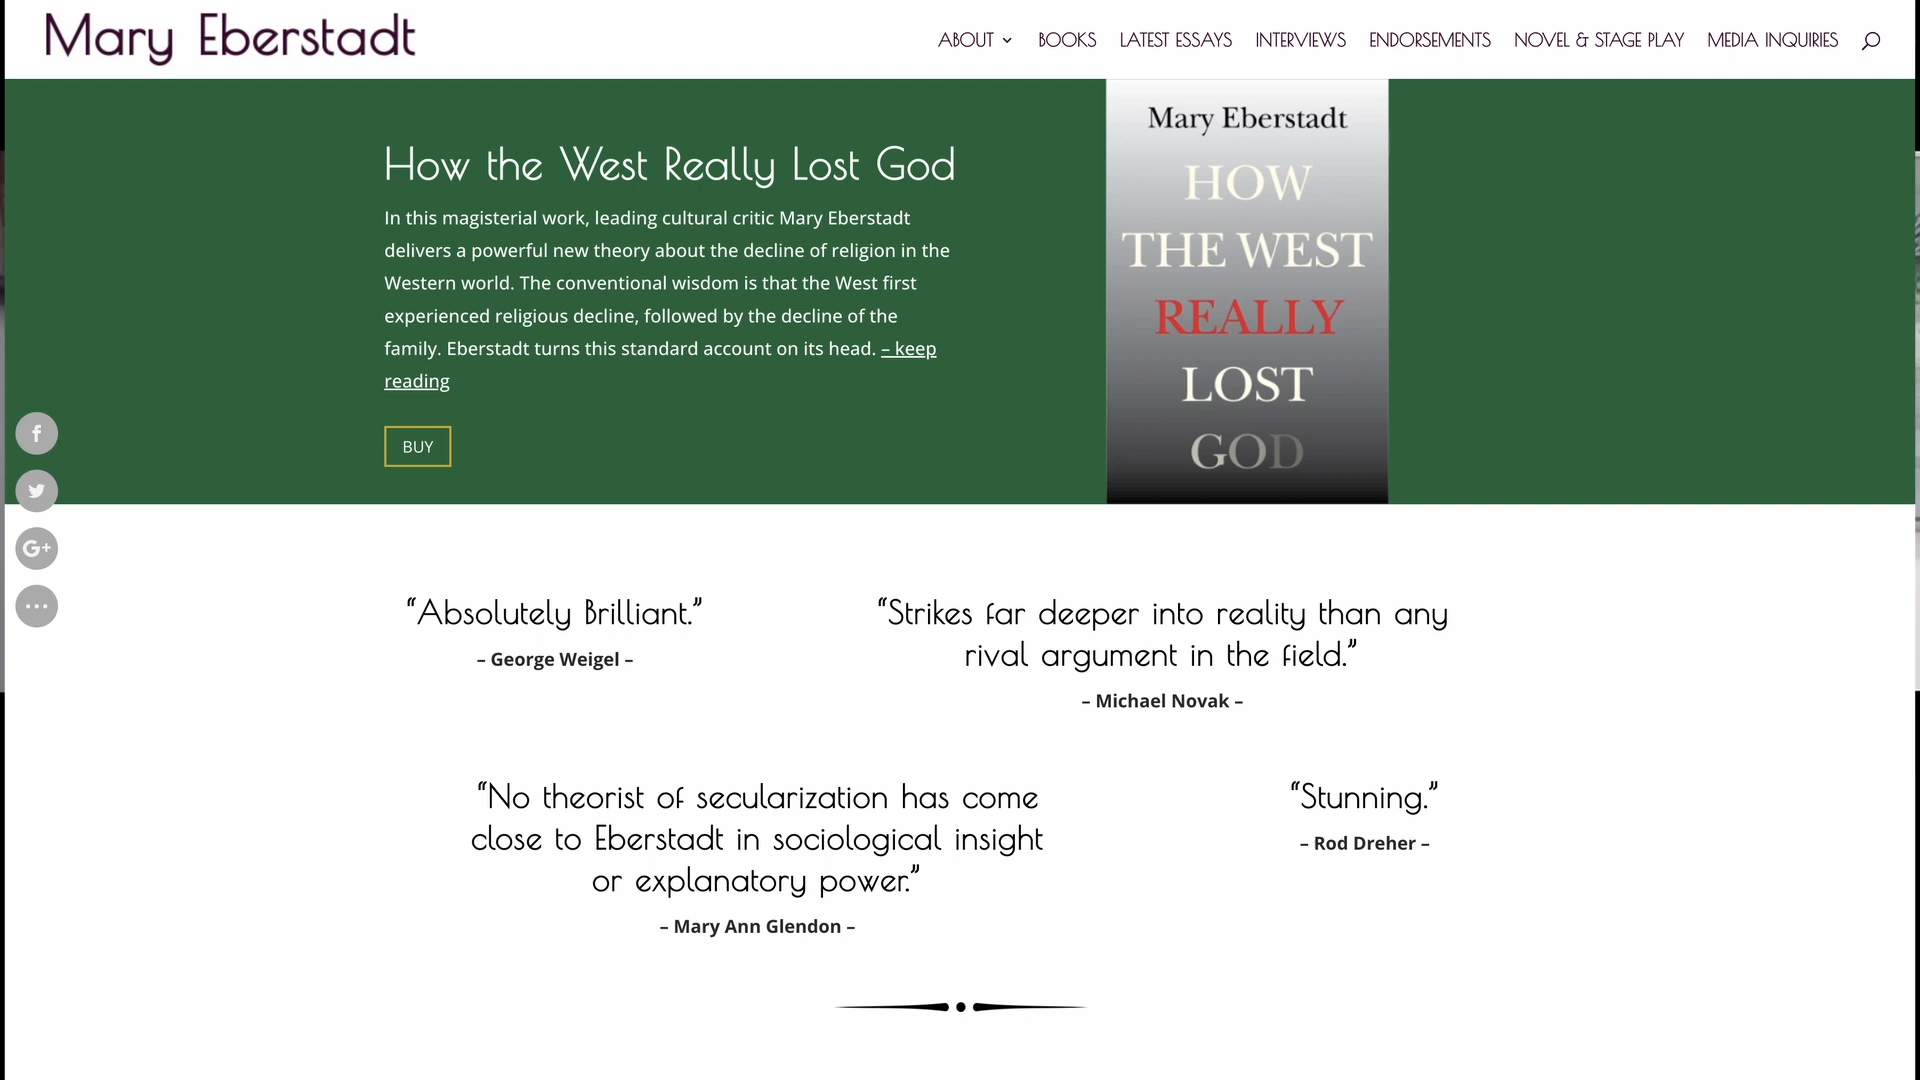 Mary Eberstadt
ABOUT BOOKS LATEST ESSAYS INTERVIEWS ENDORSEMENTS NOVEL & STAGE PLAY MEDIA INQUIRIES
How the West Really Lost God
In this magisterial work, leading cultural critic Mary Eberstadt
delivers a powerful new theory about the decline of religion in the
Western world. The conventional wisdom is that the West first
experienced religious decline, followed by the decline of the
family. Eberstadt turns this standard account on its head. – keep
reading
BUY
Mary Eberstadt
HOW
THE WEST
REALLY
LOST
GOD
G+
“Absolutely Brilliant.”
– George Weigel –
“Strikes far deeper into reality than any
rival argument in the field.”
– Michael Novak –
“No theorist of secularization has come
close to Eberstadt in sociological insight
or explanatory power.”
– Mary Ann Glendon –
“Stunning.”
– Rod Dreher –